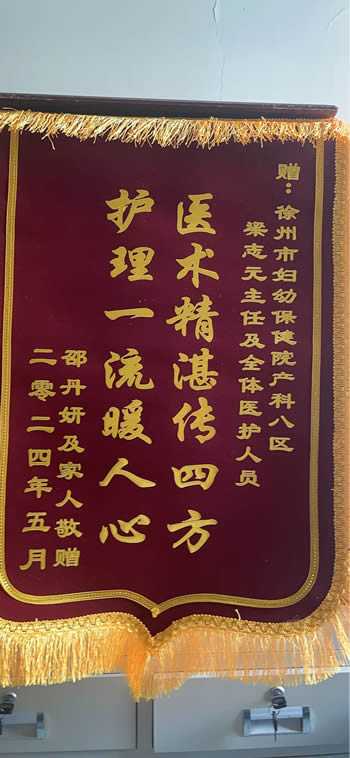 赠：徐州市妇幼保健院产科八区
梁志元主任及全体医护人员
医术精湛传四方
护理一流暖人心
邵丹妍及家人敬赠
二零二四年五月